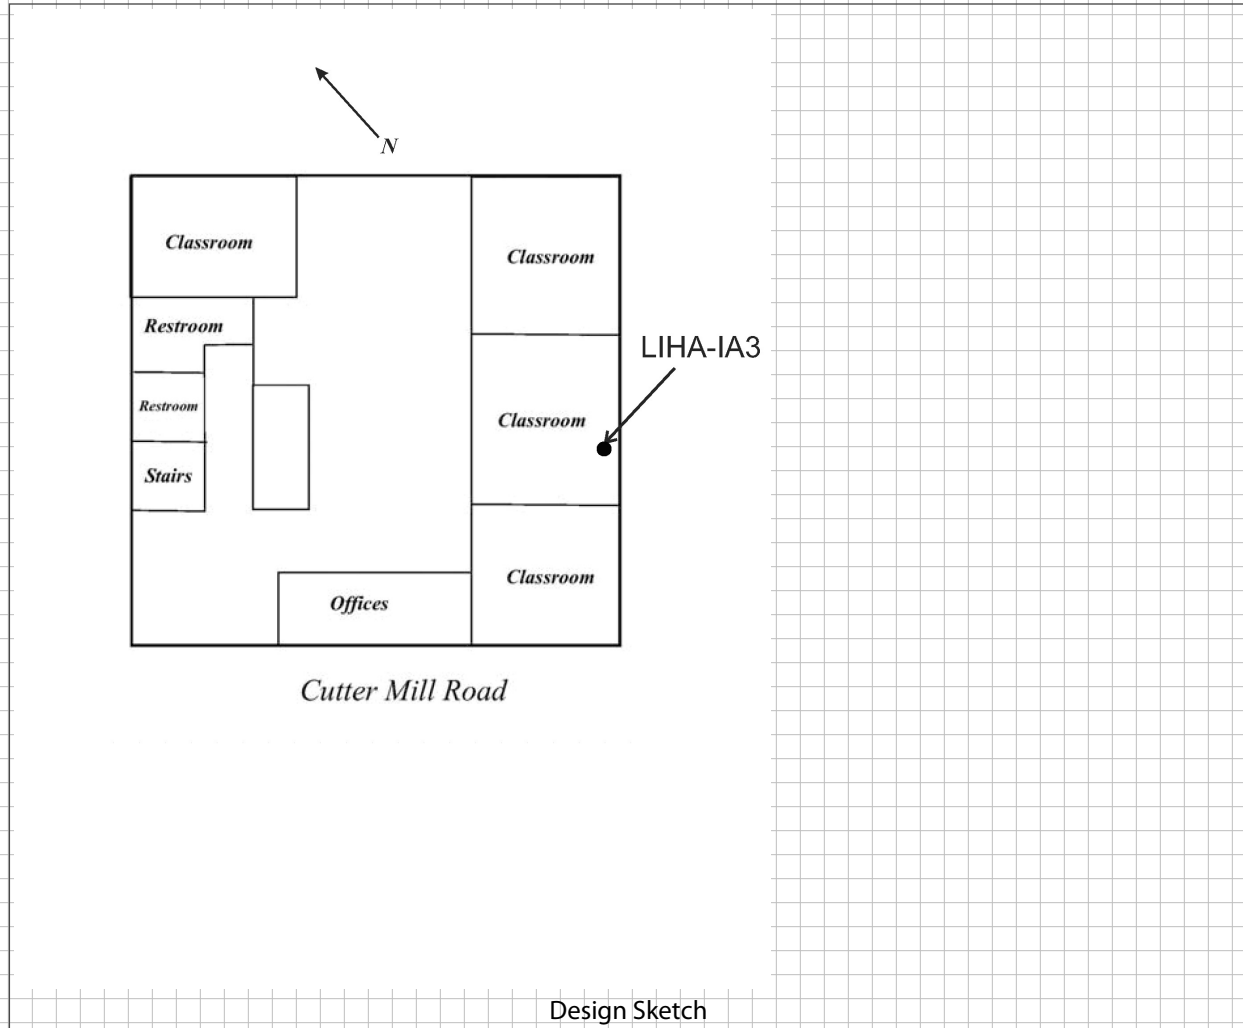 N
Classroom
Classroom
Restroom
LIHA-IA3
Restroom
Classroom
Stairs
Classroom
Offices
Cutter Mill Road
Design Sketch